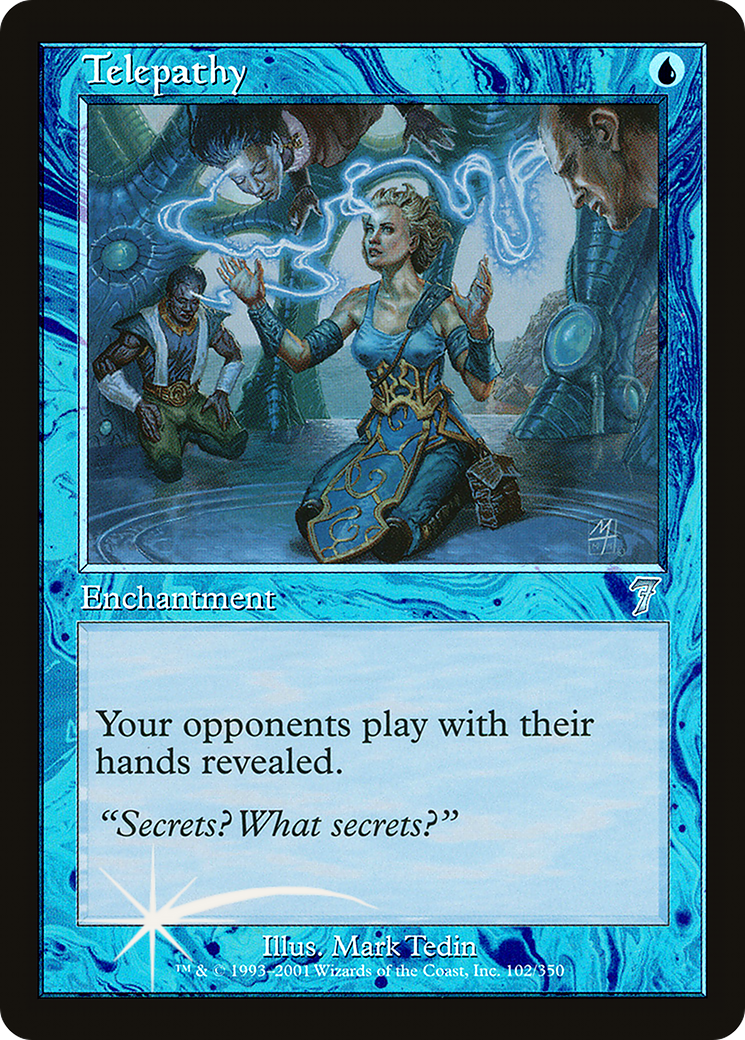 Telepathy
Enchantment
7
Your opponents play with their
hands revealed.
“Secrets? What secrets?”
Illus. Mark Tedin
™ & © 1993–2001 Wizards of the Coast, Inc. 102/350